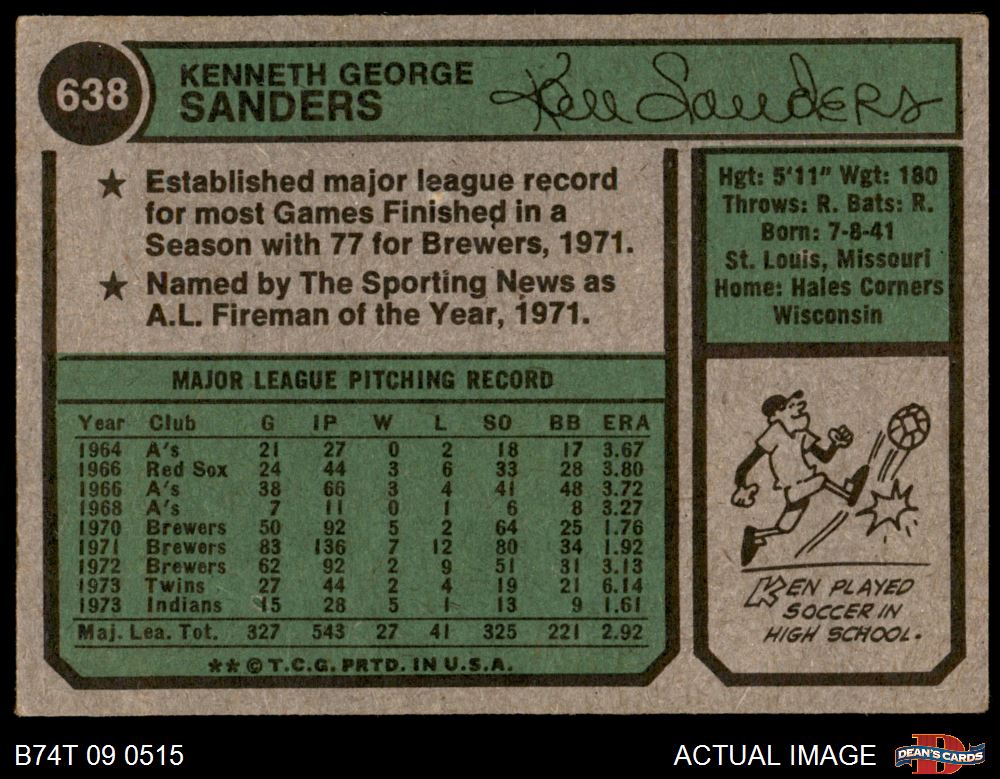 638
KENNETH GEORGE
SANDERS
Ken Sanders
★ Established major league record
for most Games Finished in a
Season with 77 for Brewers, 1971.
★ Named by The Sporting News as
A.L. Fireman of the Year, 1971.
Hgt: 5'11" Wgt: 180
Throws: R. Bats: R.
Born: 7-8-41
St. Louis, Missouri
Home: Hales Corners
Wisconsin
MAJOR LEAGUE PITCHING RECORD
Year Club G IP W L SO BB ERA
1964 A's 21 27 0 2 18 17 3.67
1966 Red Sox 24 44 3 6 33 28 3.80
1966 A's 38 66 3 4 41 48 3.72
1968 A's 7 11 0 1 6 8 3.27
1970 Brewers 50 92 5 2 64 25 1.76
1971 Brewers 83 136 7 12 80 34 1.92
1972 Brewers 62 92 2 9 51 31 3.13
1973 Twins 27 44 2 4 19 21 6.14
1973 Indians 15 28 5 1 13 9 1.61
Maj. Lea. Tot. 327 543 27 41 325 221 2.92
** © T.C.G. PRTD. IN U.S.A.
KEN PLAYED
SOCCER IN
HIGH SCHOOL.
B74T 09 0515
ACTUAL IMAGE
DEAN'S CARDS